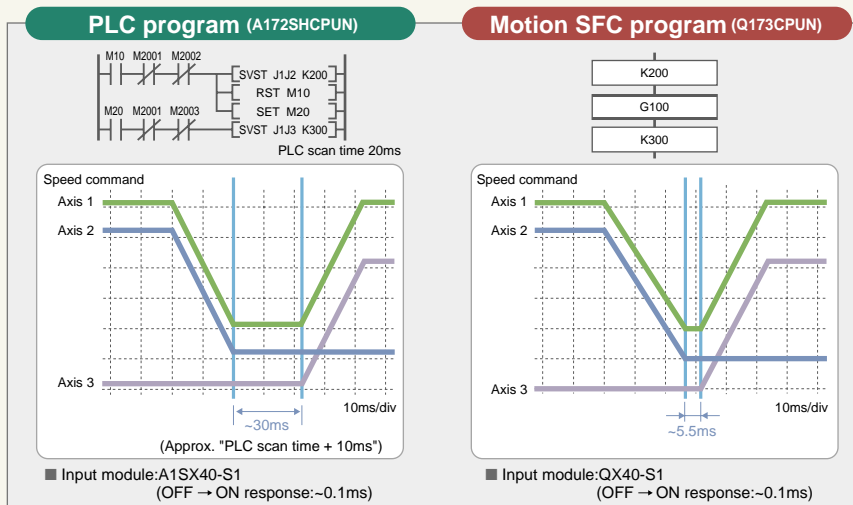 PLC program (A172SHCPUN)
M10 M2001 M2002
SVST J1J2 K200
RST M10
SET M20
M20 M2001 M2003
SVST J1J3 K300
PLC scan time 20ms
Speed command
Axis 1
Axis 2
Axis 3
10ms/div
~30ms
(Approx. "PLC scan time + 10ms")
■ Input module:A1SX40-S1
(OFF → ON response:~0.1ms)
Motion SFC program (Q173CPUN)
K200
G100
K300
Speed command
Axis 1
Axis 2
Axis 3
10ms/div
~5.5ms
■ Input module:QX40-S1
(OFF → ON response:~0.1ms)